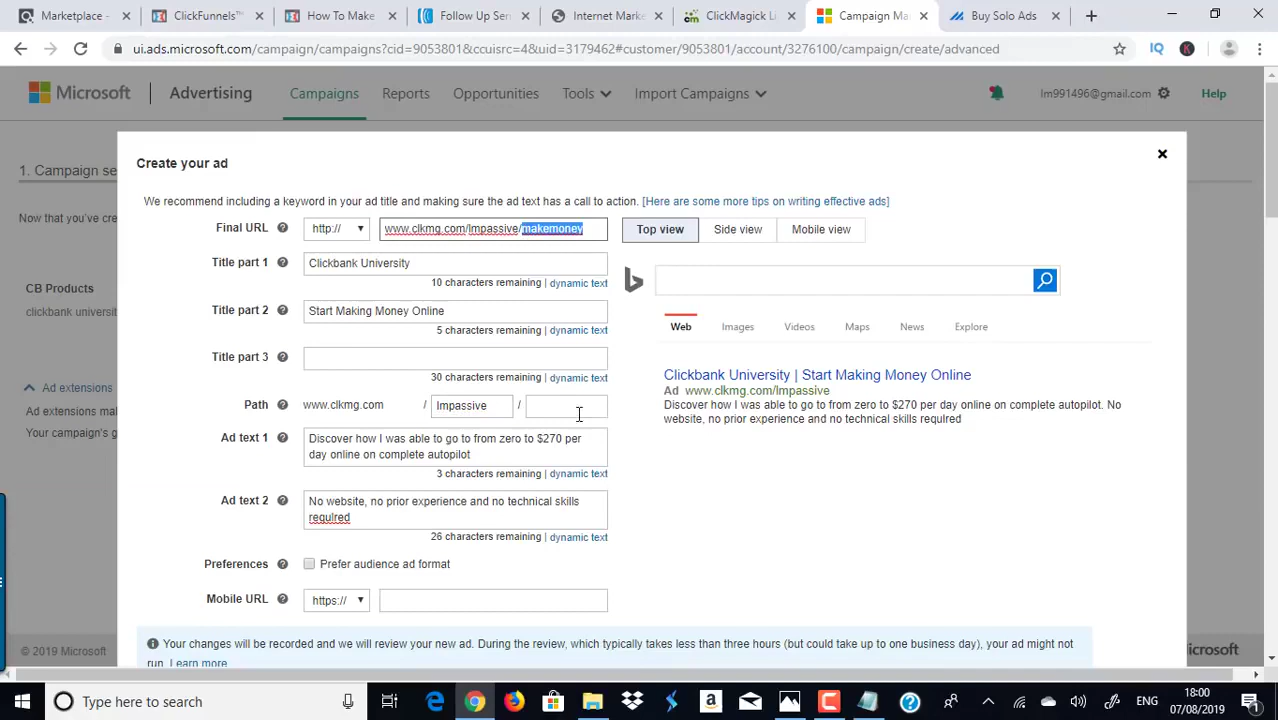 Marketplace -
ClickFunnels™
How To Make
Follow Up Ser
Internet Marke
ClickMagick Li
Campaign Ma
Buy Solo Ads
ui.ads.microsoft.com/campaign/campaigns?cid=9053801&ccuisrc=4&uid=3179462#customer/9053801/account/3276100/campaign/create/advanced
Microsoft
Advertising
Campaigns
Reports
Opportunities
Tools
Import Campaigns
lm991496@gmail.com
Help
1. Campaign se
Now that you've cre
CB Products
clickbank universit
Ad extensions
Ad extensions mak
Your campaign's g
© 2019 Microsoft
icrosoft
Create your ad
We recommend including a keyword in your ad title and making sure the ad text has a call to action. [Here are some more tips on writing effective ads]
Final URL
http://
www.clkmg.com/Impassive/makemoney
Top view
Side view
Mobile view
Title part 1
Clickbank University
10 characters remaining | dynamic text
Title part 2
Start Making Money Online
5 characters remaining | dynamic text
Title part 3
30 characters remaining | dynamic text
Path
www.clkmg.com
/
Impassive
/
Ad text 1
Discover how I was able to go to from zero to $270 per
day online on complete autopilot
3 characters remaining | dynamic text
Ad text 2
No website, no prior experience and no technical skills
requIred
26 characters remaining | dynamic text
Preferences
Prefer audience ad format
Mobile URL
https://
Web
Images
Videos
Maps
News
Explore
Clickbank University | Start Making Money Online
Ad www.clkmg.com/Impassive
Discover how I was able to go to from zero to $270 per day online on complete autopilot. No
website, no prior experience and no technical skills requIred
Your changes will be recorded and we will review your new ad. During the review, which typically takes less than three hours (but could take up to one business day), your ad might not
run. Learn more
Type here to search
ENG
18:00
07/08/2019